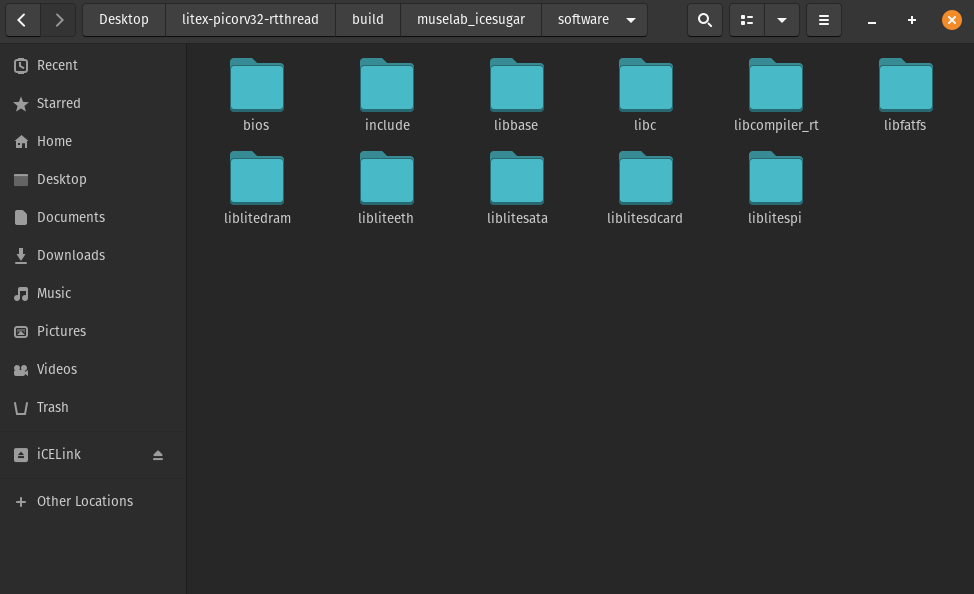 Desktop litex-picorv32-rtthread build muselab_icesugar software
Recent
Starred
Home
Desktop
Documents
Downloads
Music
Pictures
Videos
Trash
iCELink
Other Locations
bios include libbase libc libcompiler_rt libfatfs
liblitedram libliteeth liblitesata liblitesdcard liblitespi